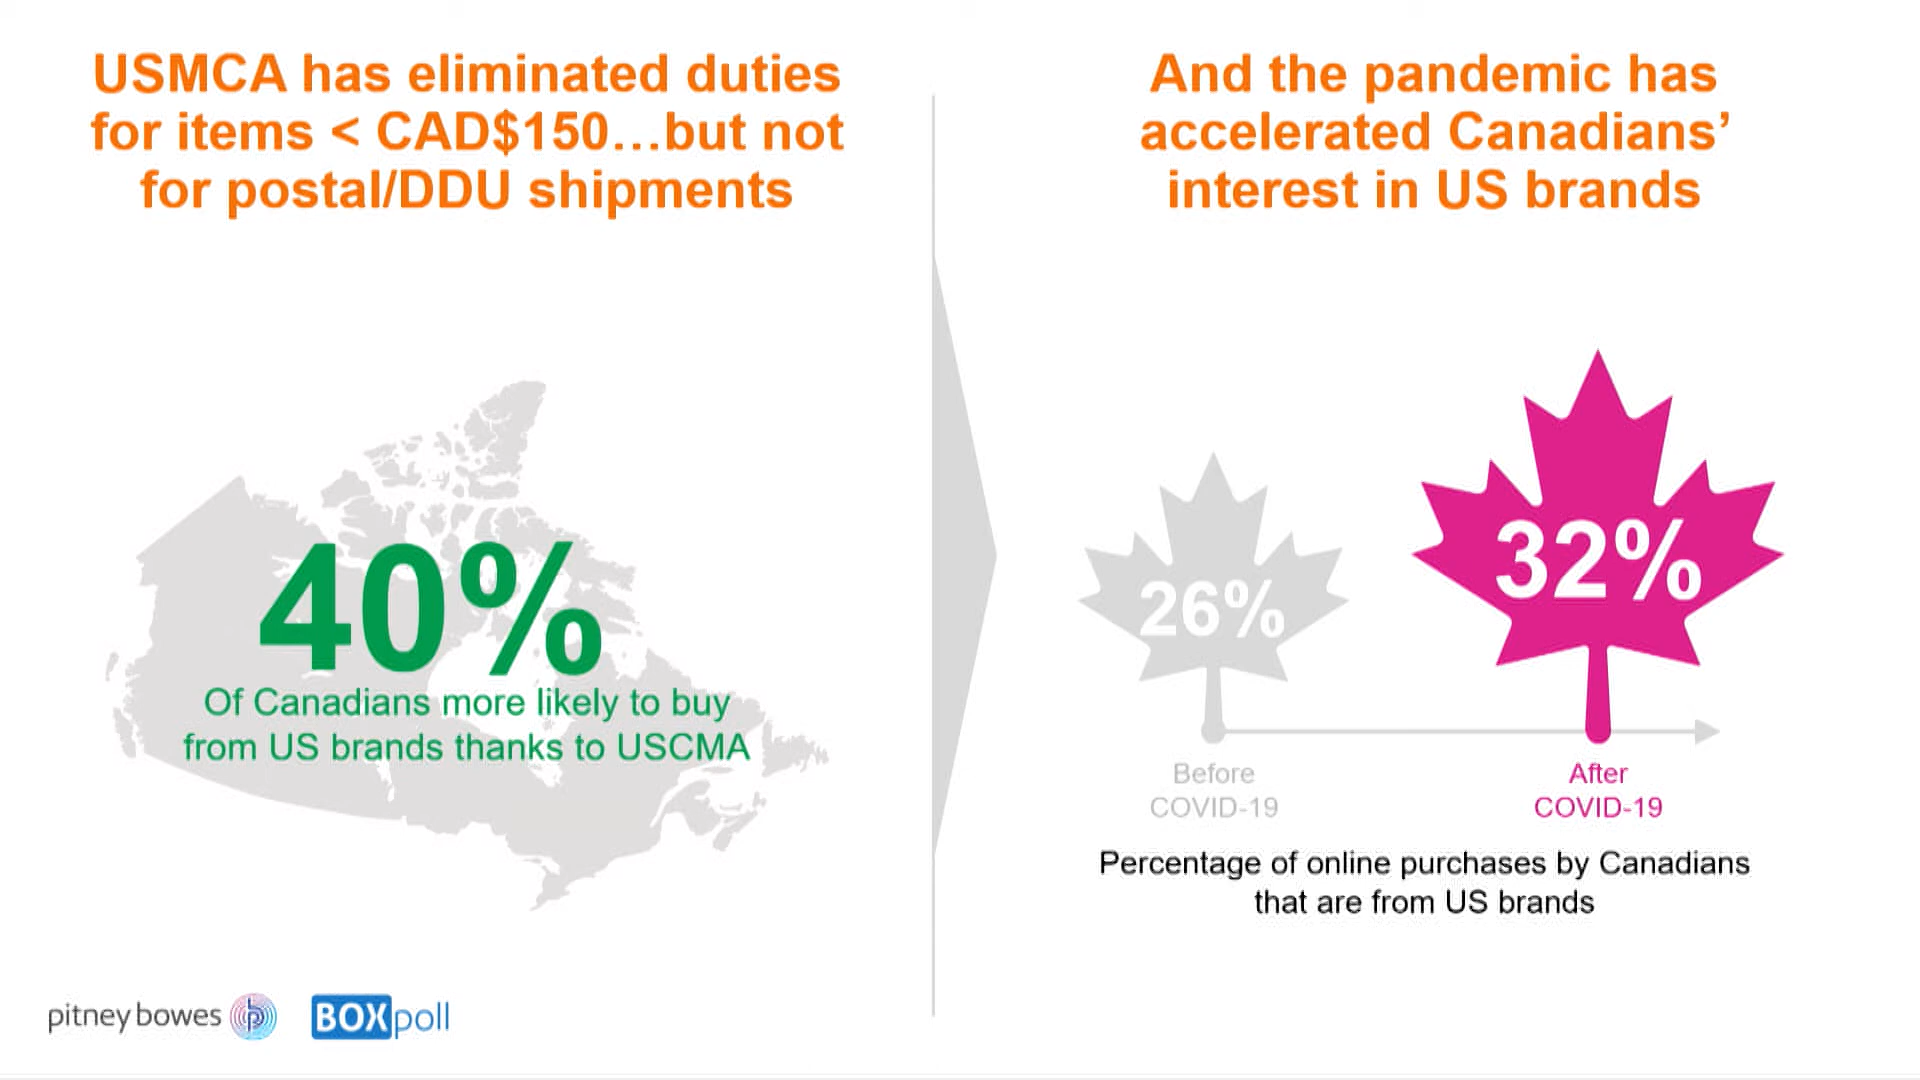 USMCA has eliminated duties
for items < CAD$150...but not
for postal/DDU shipments
40%
Of Canadians more likely to buy
from US brands thanks to USCMA
And the pandemic has
accelerated Canadians’
interest in US brands
26%
32%
Before
COVID-19
After
COVID-19
Percentage of online purchases by Canadians
that are from US brands
pitney bowes
BOXpoll